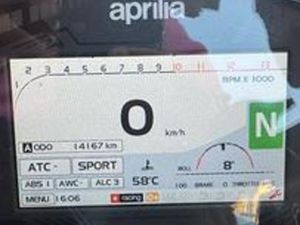 aprilia
1 2 3 4 5 6 7 8 9 10 11 12 13
RPM X 1000
0 km/h
N
A ODO 14167 km
ATC - SPORT
ROLL 8°
ABS 1 AWC - ALC 3 58°C
100 BRAKE 0 THROTTLE
MENU 16:06 racing